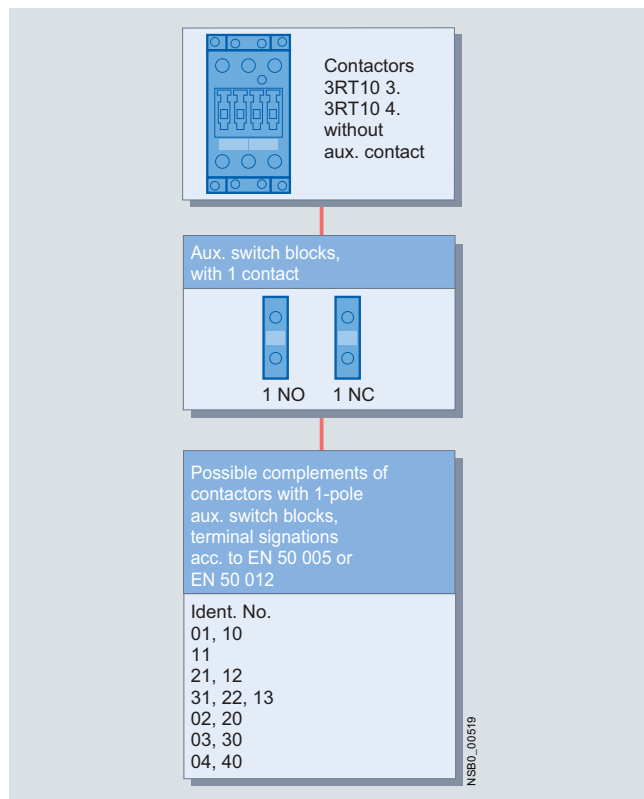 Contactors
3RT10 3.
3RT10 4.
without
aux. contact
Aux. switch blocks,
with 1 contact
1 NO 1 NC
Possible complements of
contactors with 1-pole
aux. switch blocks,
terminal signations
acc. to EN 50 005 or
EN 50 012
Ident. No.
01, 10
11
21, 12
31, 22, 13
02, 20
03, 30
04, 40
NSB0_00519